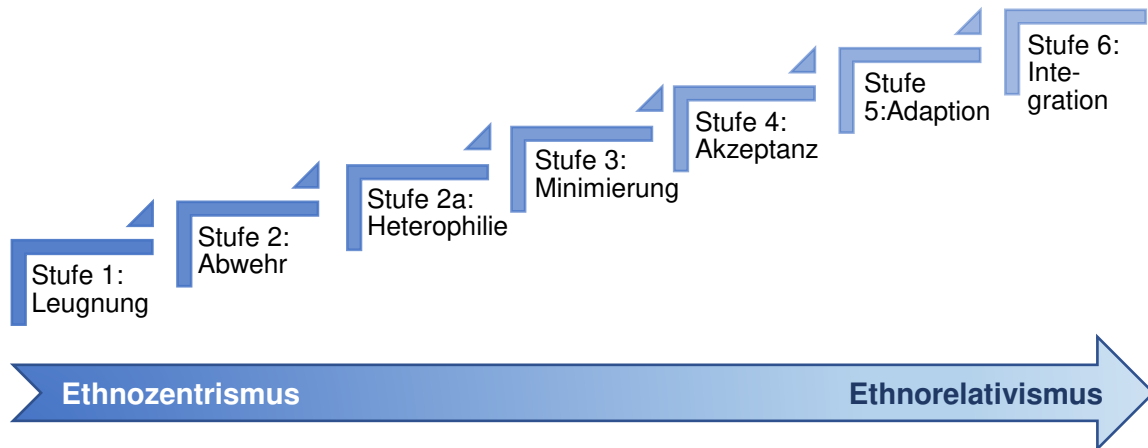 Stufe 1:
Leugnung
Stufe 2:
Abwehr
Stufe 2a:
Heterophilie
Stufe 3:
Minimierung
Stufe 4:
Akzeptanz
Stufe
5:Adaption
Stufe 6:
Inte-
gration
Ethnozentrismus
Ethnorelativismus